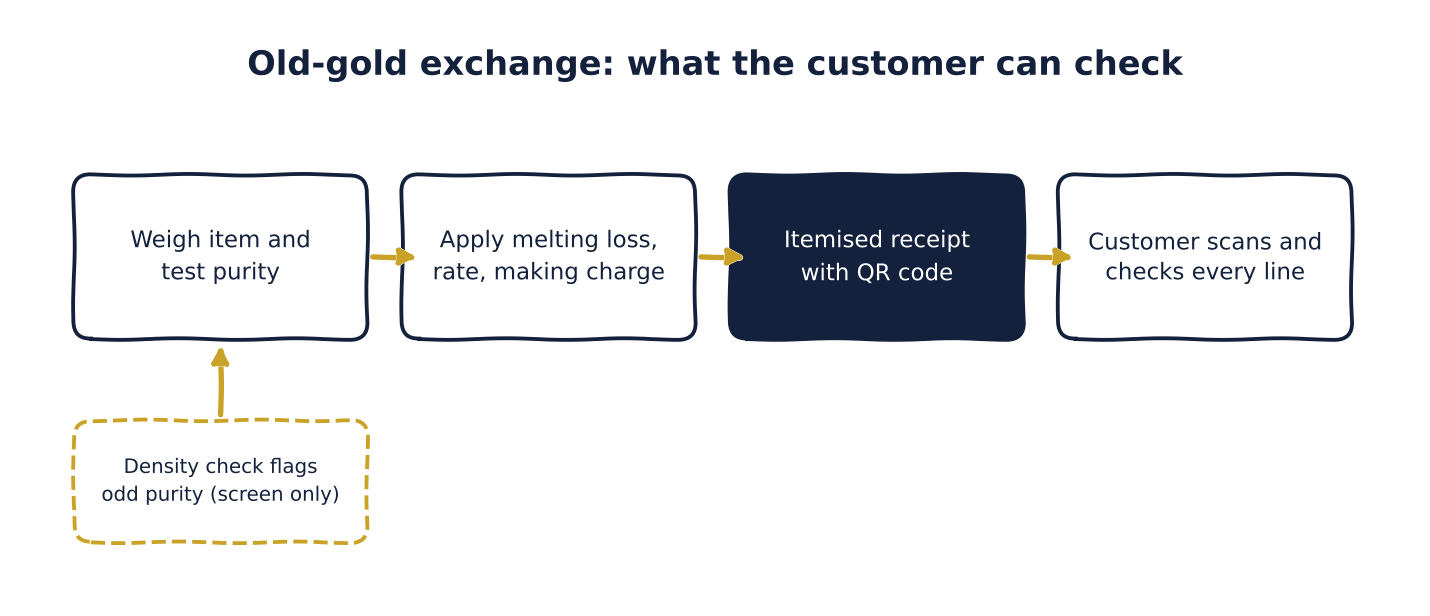 Old-gold exchange: what the customer can check
Weigh item and
test purity
Apply melting loss,
rate, making charge
Itemised receipt
with QR code
Customer scans and
checks every line
Density check flags
odd purity (screen only)